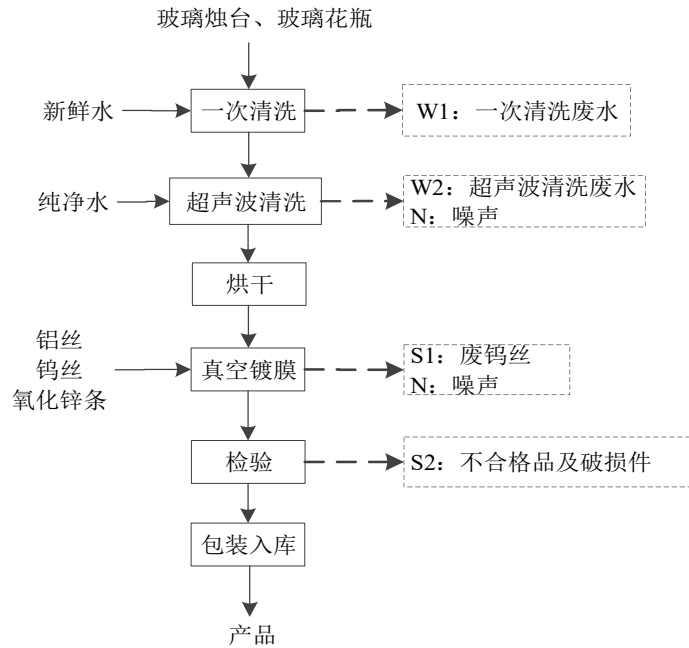 玻璃烛台、玻璃花瓶
新鲜水
一次清洗
W1：一次清洗废水
纯净水
超声波清洗
W2：超声波清洗废水
N：噪声
烘干
铝丝
钨丝
氧化锌条
真空镀膜
S1：废钨丝
N：噪声
检验
S2：不合格品及破损件
包装入库
产品